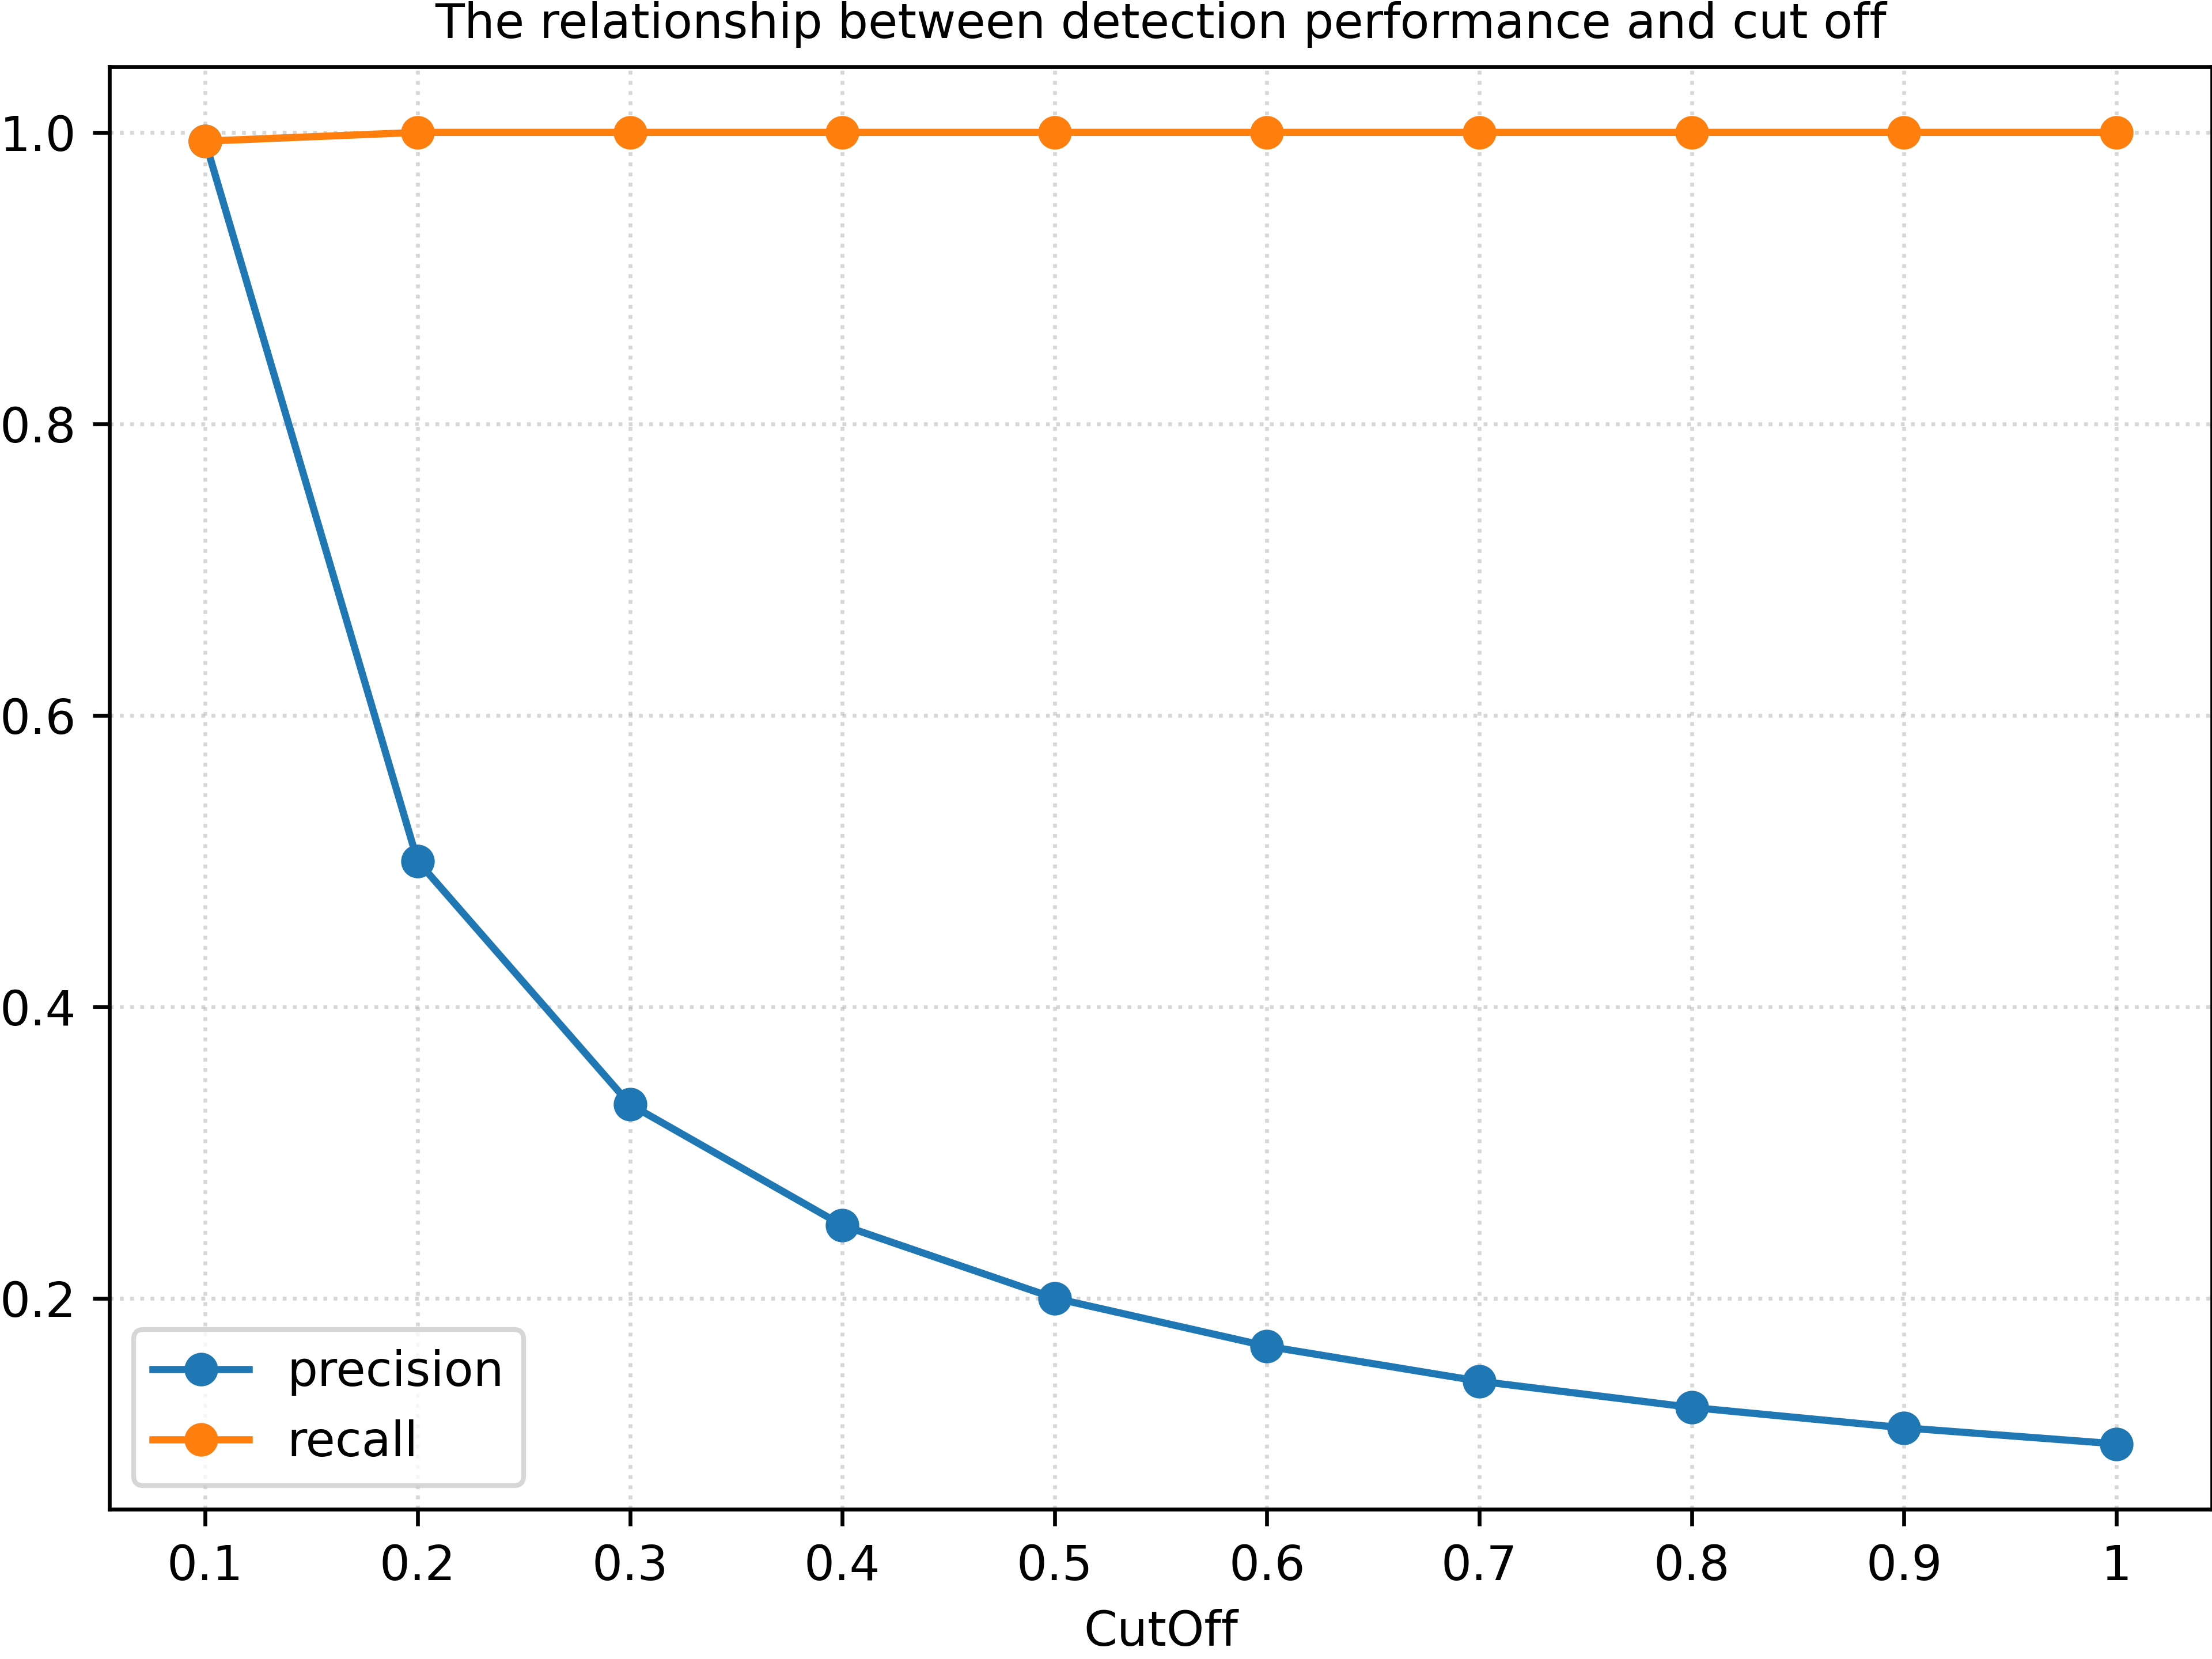 The relationship between detection performance and cut off
1.0
0.8
0.6
0.4
0.2
precision
recall
0.1 0.2 0.3 0.4 0.5 0.6 0.7 0.8 0.9 1
CutOff